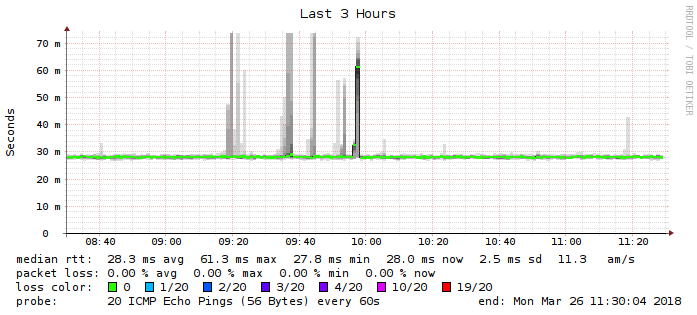 Last 3 Hours
RRDTOOL / TOBI OETIKER
Seconds
70 m
60 m
50 m
40 m
30 m
20 m
10 m
0
08:40 09:00 09:20 09:40 10:00 10:20 10:40 11:00 11:20
median rtt: 28.3 ms avg 61.3 ms max 27.8 ms min 28.0 ms now 2.5 ms sd 11.3 am/s
packet loss: 0.00 % avg 0.00 % max 0.00 % min 0.00 % now
loss color: 0 1/20 2/20 3/20 4/20 10/20 19/20
probe: 20 ICMP Echo Pings (56 Bytes) every 60s end: Mon Mar 26 11:30:04 2018